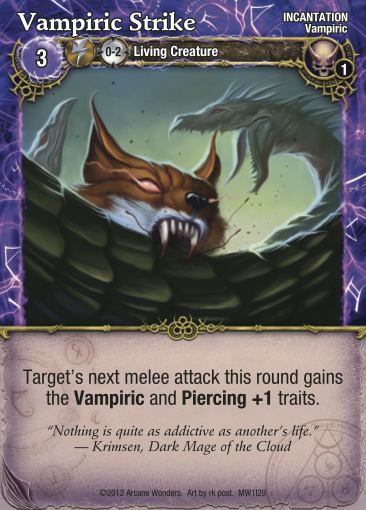 Vampiric Strike
INCANTATION
Vampiric
3
0-2
Living Creature
1
Target's next melee attack this round gains
the Vampiric and Piercing +1 traits.
"Nothing is quite as addictive as another's life."
— Krimsen, Dark Mage of the Cloud
©2012 Arcane Wonders. Art by rk post. MW1I29